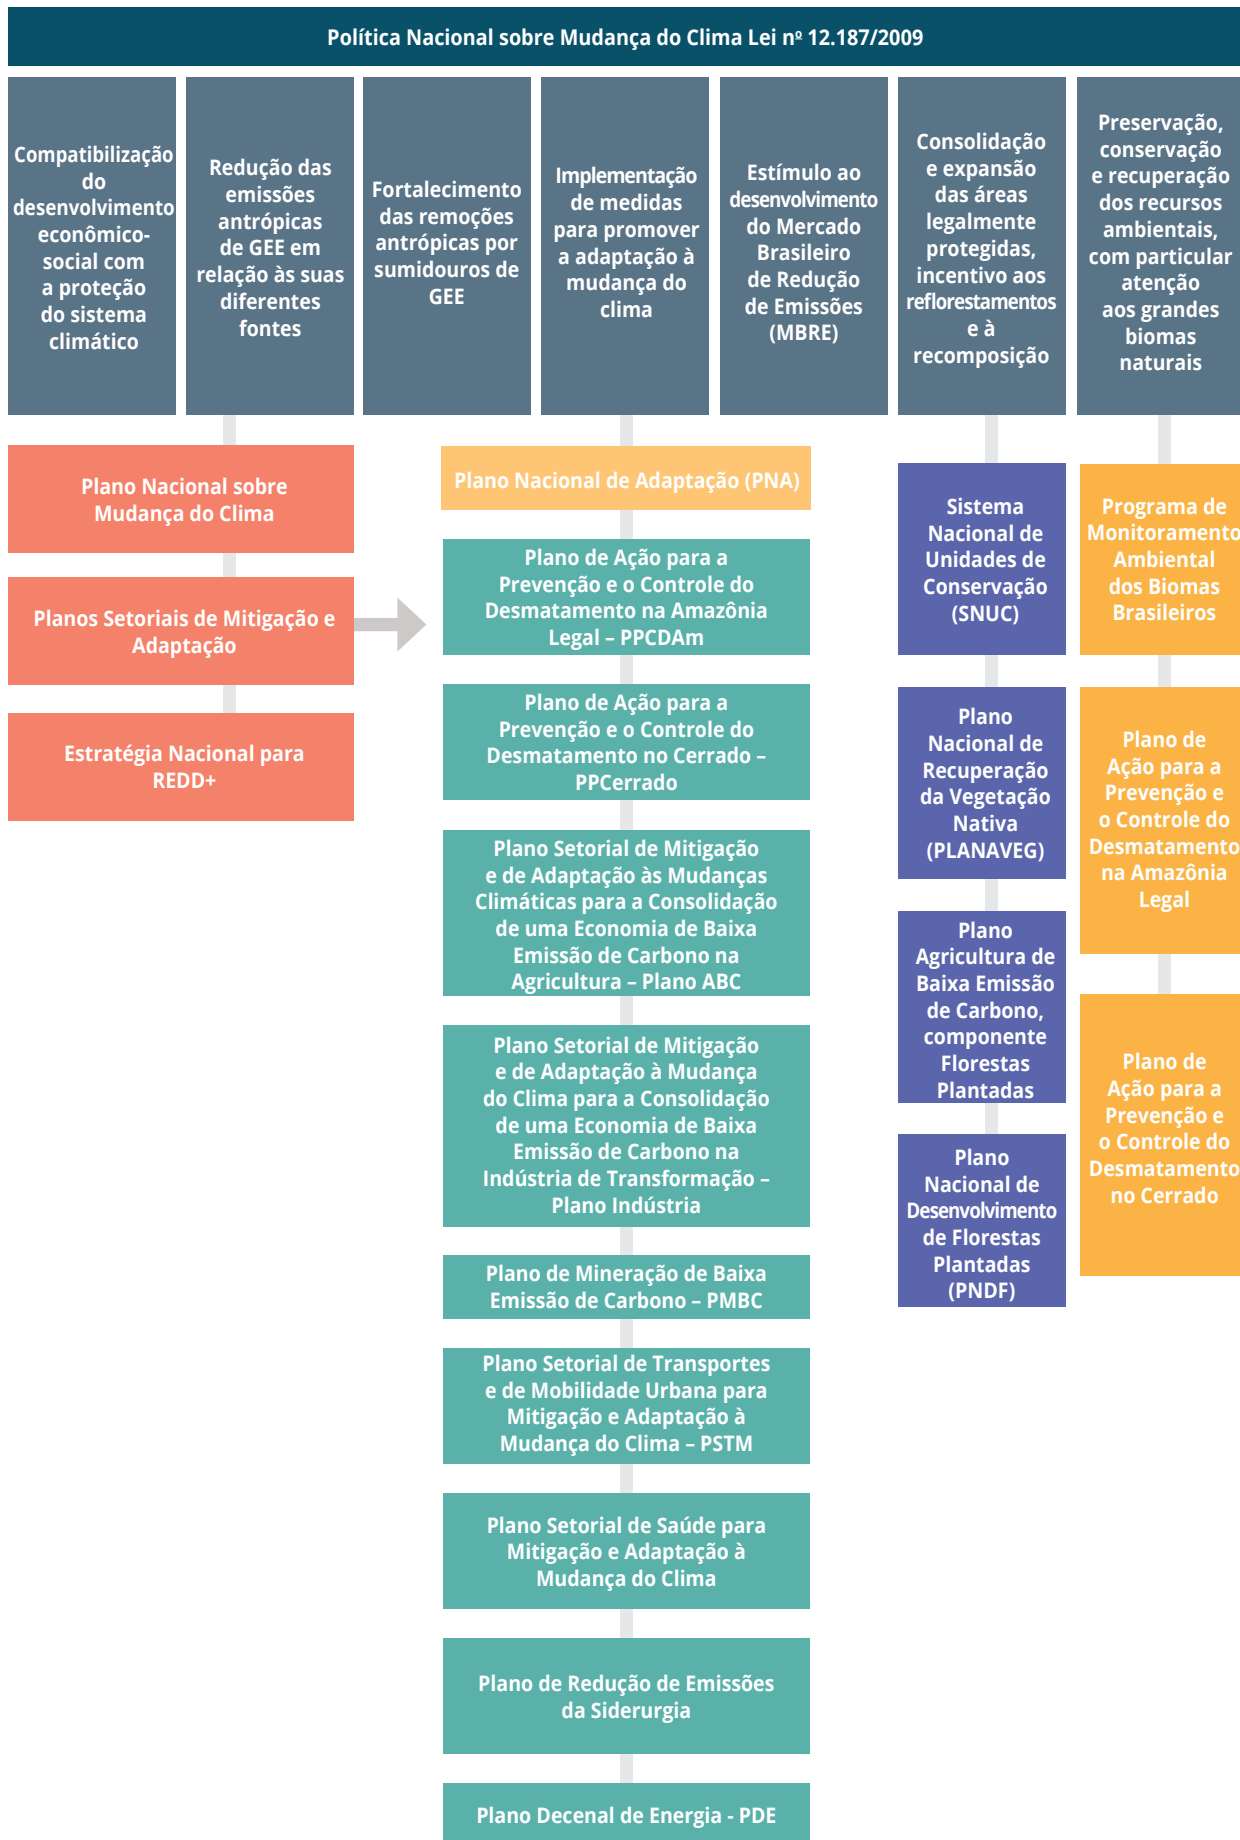 Política Nacional sobre Mudança do Clima Lei nº 12.187/2009
Compatibilização
do
desenvolvimento
econômico-
social com
a proteção
do sistema
climático
Redução das
emissões
antrópicas
de GEE em
relação às suas
diferentes
fontes
Fortalecimento
das remoções
antrópicas por
sumidouros de
GEE
Implementação
de medidas
para promover
a adaptação à
mudança do
clima
Estímulo ao
desenvolvimento
do Mercado
Brasileiro
de Redução
de Emissões
(MBRE)
Consolidação
e expansão
das áreas
legalmente
protegidas,
incentivo aos
reflorestamentos
e à
recomposição
Preservação,
conservação
e recuperação
dos recursos
ambientais,
com particular
atenção
aos grandes
biomas
naturais
Plano Nacional sobre
Mudança do Clima
Planos Setoriais de Mitigação e
Adaptação
Estratégia Nacional para
REDD+
Plano Nacional de Adaptação (PNA)
Plano de Ação para a
Prevenção e o Controle do
Desmatamento na Amazônia
Legal – PPCDAm
Plano de Ação para a
Prevenção e o Controle do
Desmatamento no Cerrado –
PPCerrado
Plano Setorial de Mitigação
e de Adaptação às Mudanças
Climáticas para a Consolidação
de uma Economia de Baixa
Emissão de Carbono na
Agricultura – Plano ABC
Plano Setorial de Mitigação
e de Adaptação à Mudança
do Clima para a Consolidação
de uma Economia de Baixa
Emissão de Carbono na
Indústria de Transformação –
Plano Indústria
Plano de Mineração de Baixa
Emissão de Carbono – PMBC
Plano Setorial de Transportes
e de Mobilidade Urbana para
Mitigação e Adaptação à
Mudança do Clima – PSTM
Plano Setorial de Saúde para
Mitigação e Adaptação à
Mudança do Clima
Plano de Redução de Emissões
da Siderurgia
Plano Decenal de Energia - PDE
Sistema
Nacional de
Unidades de
Conservação
(SNUC)
Plano
Nacional de
Recuperação
da Vegetação
Nativa
(PLANAVEG)
Plano
Agricultura de
Baixa Emissão
de Carbono,
componente
Florestas
Plantadas
Plano
Nacional de
Desenvolvimento
de Florestas
Plantadas
(PNDF)
Programa de
Monitoramento
Ambiental
dos Biomas
Brasileiros
Plano de
Ação para a
Prevenção e
o Controle do
Desmatamento
na Amazônia
Legal
Plano de
Ação para a
Prevenção e
o Controle do
Desmatamento
no Cerrado